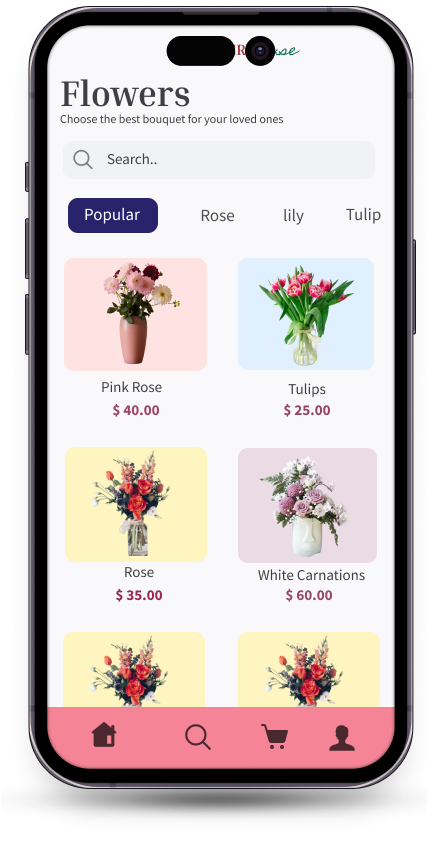 Flowers
Choose the best bouquet for your loved ones
Search..
Popular Rose lily Tulip
Pink Rose Tulips
$ 40.00 $ 25.00
Rose White Carnations
$ 35.00 $ 60.00